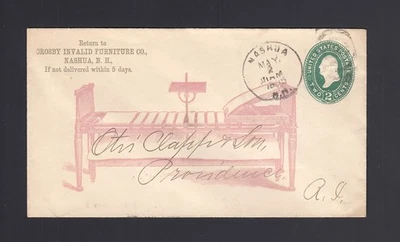 Return to
CROSBY INVALID FURNITURE CO.,
NASHUA, N. H.,
If not delivered within 5 days.
NASHUA
MAY
2
N.H.
UNITED STATES POSTAGE
TWO 2 CENTS
Otis Clapp & Son,
Providence
R. I.